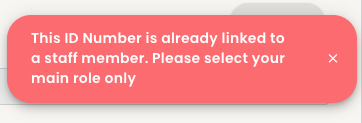 This ID Number is already linked to
a staff member. Please select your
main role only